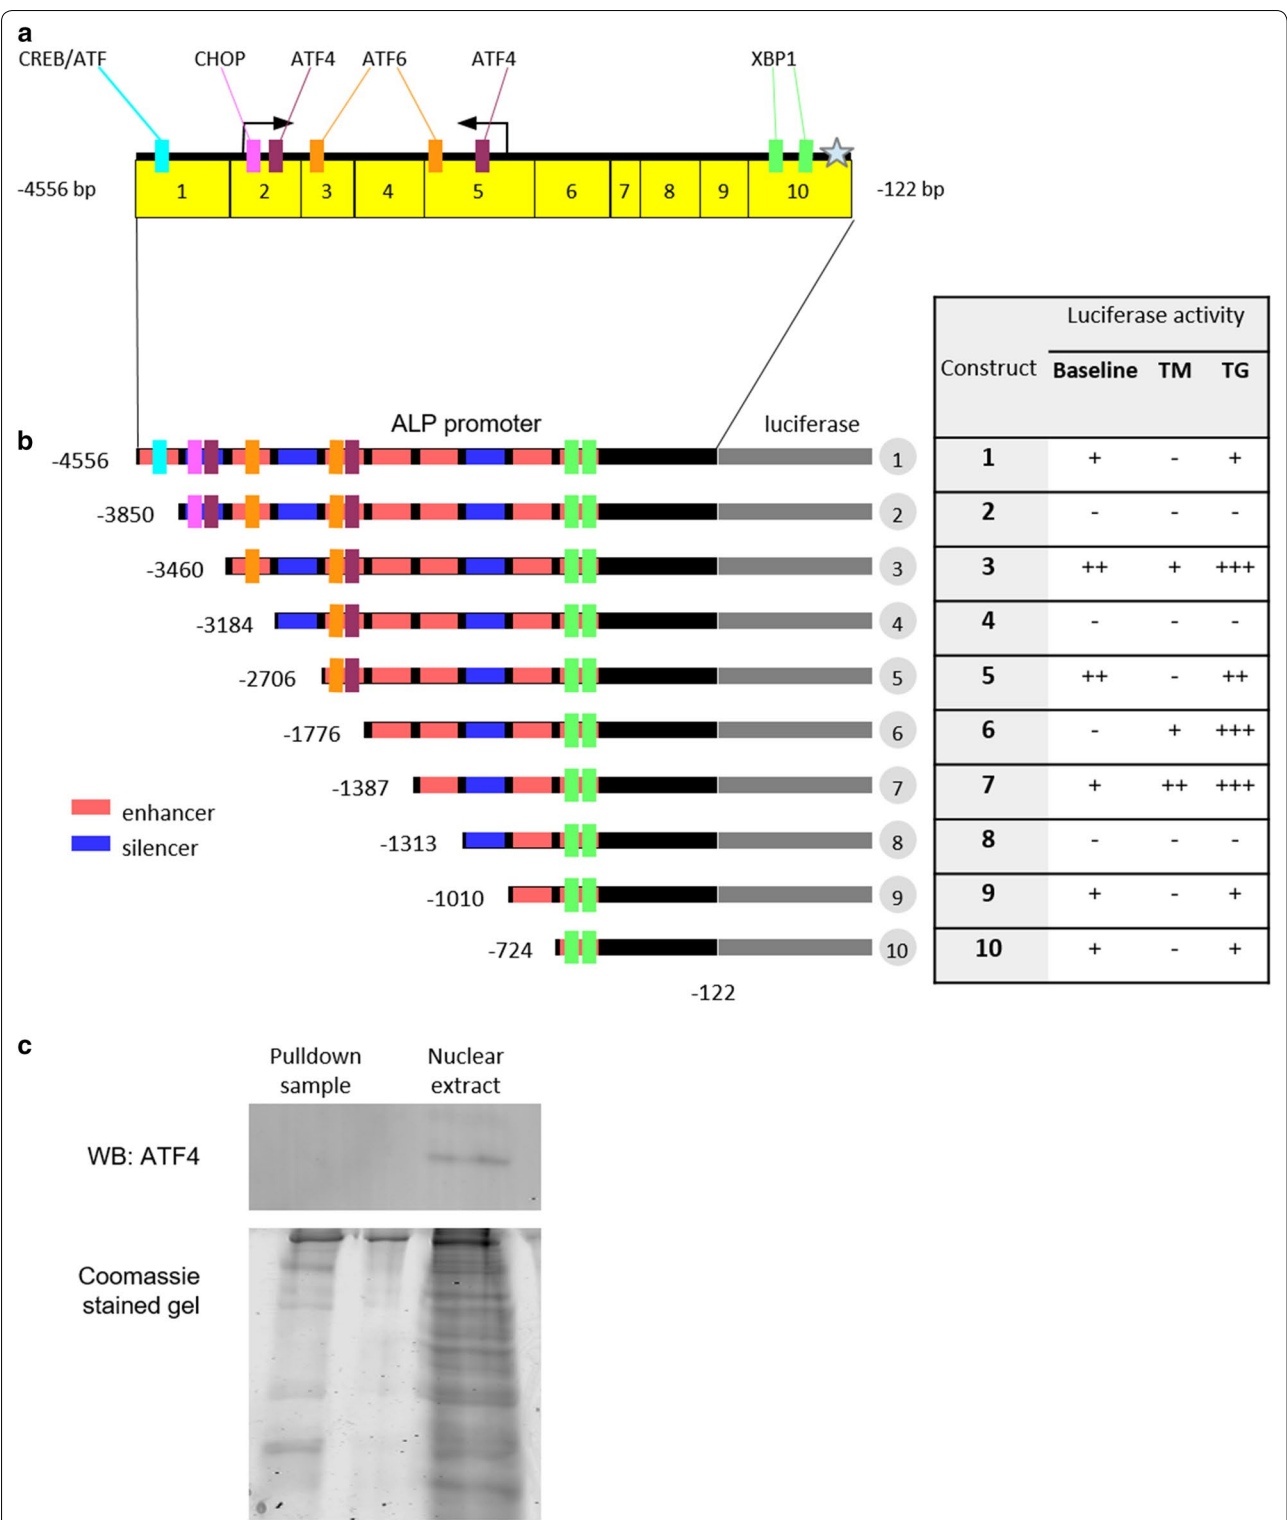 a
CREB/ATF CHOP ATF4 ATF6 ATF4 XBP1
-4556 bp 1 2 3 4 5 6 7 8 9 10 -122 bp
b
ALP promoter luciferase
-4556 1
-3850 2
-3460 3
-3184 4
-2706 5
-1776 6
-1387 7
-1313 8
-1010 9
-724 10
-122
enhancer
silencer
Luciferase activity
Construct Baseline TM TG
1 + - +
2 - - -
3 ++ + +++
4 - - -
5 ++ - ++
6 - + +++
7 + ++ +++
8 - - -
9 + - +
10 + - +
c
Pulldown sample
Nuclear extract
WB: ATF4
Coomassie
stained gel